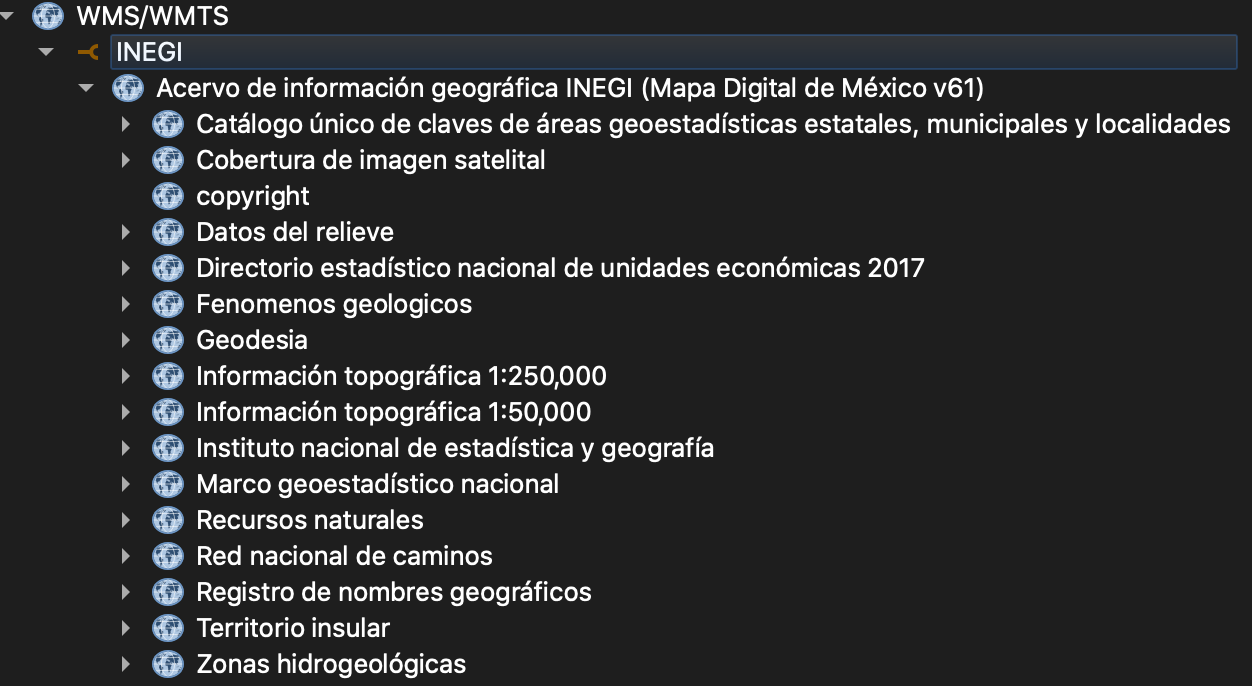 WMS/WMTS
INEGI
Acervo de información geográfica INEGI (Mapa Digital de México v61)
Catálogo único de claves de áreas geoestadísticas estatales, municipales y localidades
Cobertura de imagen satelital
copyright
Datos del relieve
Directorio estadístico nacional de unidades económicas 2017
Fenomenos geologicos
Geodesia
Información topográfica 1:250,000
Información topográfica 1:50,000
Instituto nacional de estadística y geografía
Marco geoestadístico nacional
Recursos naturales
Red nacional de caminos
Registro de nombres geográficos
Territorio insular
Zonas hidrogeológicas